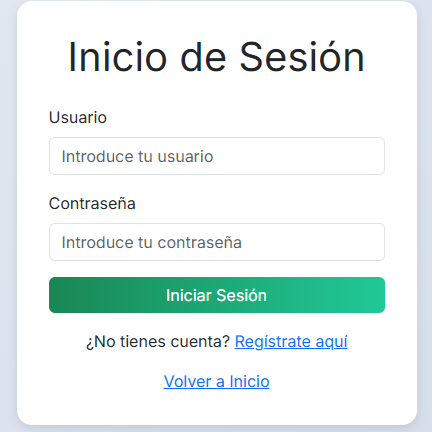 Inicio de Sesión
Usuario
Introduce tu usuario
Contraseña
Introduce tu contraseña
Iniciar Sesión
¿No tienes cuenta? Regístrate aquí
Volver a Inicio